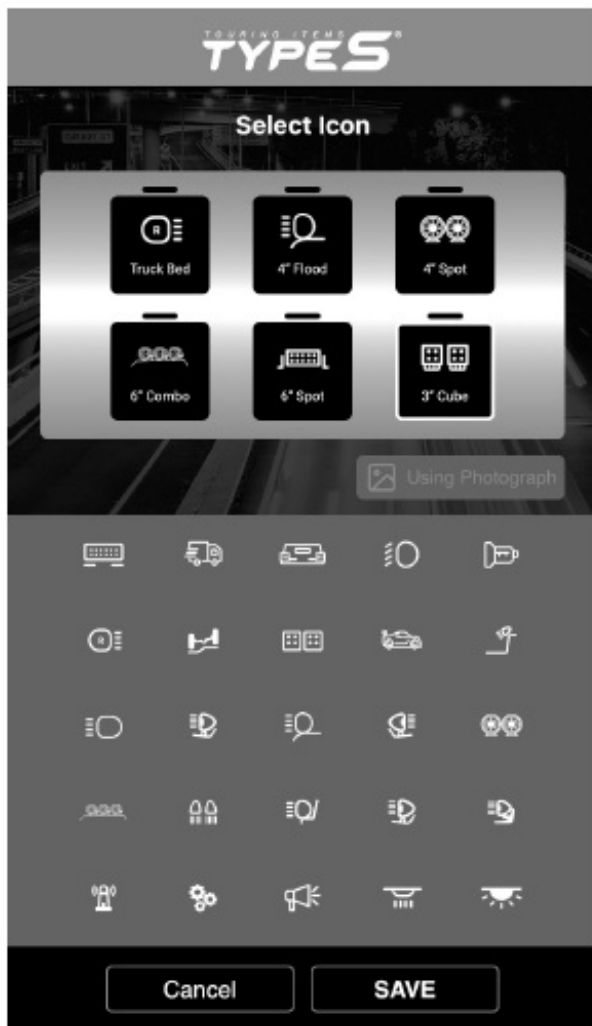 TOURING ITEMS
TYPE S®
Select Icon
Truck Bed
4" Flood
4" Spot
6" Combo
6" Spot
3" Cube
Using Photograph
Cancel
SAVE